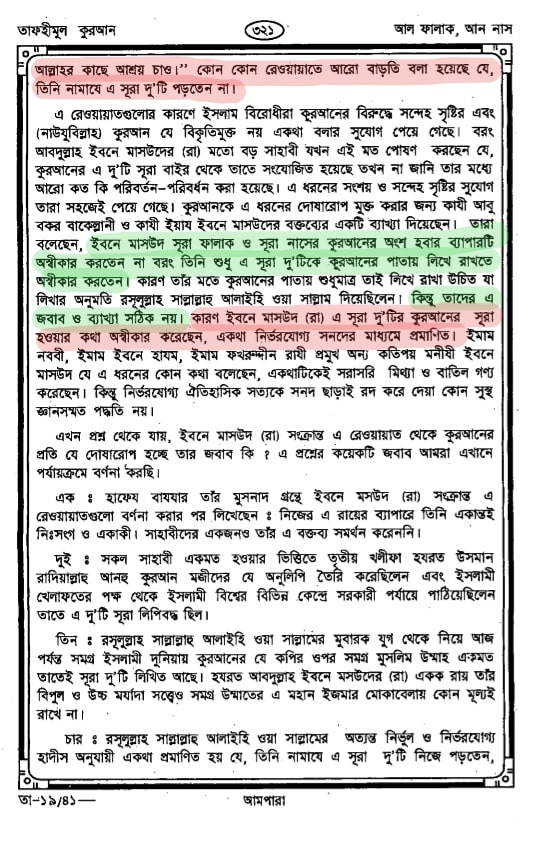 তাফহীমুল কুরআন
৩২১
আল ফালাক, আন নাস
আল্লাহর কাছে আশ্রয় চাও।” কোন কোন রেওয়ায়াতে আরো বাড়তি বলা হয়েছে যে,
তিনি নামাযে এ সূরা দু'টি পড়তেন না।
এ রেওয়ায়াতগুলোর কারণে ইসলাম বিরোধীরা কুরআনের বিরুদ্ধে সন্দেহ সৃষ্টির এবং
(নাউযুবিল্লাহ) কুরআন যে বিকৃতিমুক্ত নয় একথা বলার সুযোগ পেয়ে গেছে। বরং
আবদুল্লাহ ইবনে মাসউদের (রা) মতো বড় সাহাবী যখন এই মত পোষণ করছেন যে,
কুরআনের এ দু'টি সূরা বাইর থেকে তাতে সংযোজিত হয়েছে তখন না জানি তার মধ্যে
আরো কত কি পরিবর্তন-পরিবর্ধন করা হয়েছে। এ ধরনের সংশয় ও সন্দেহ সৃষ্টির সুযোগ
তারা সহজেই পেয়ে গেছে। কুরআনকে এ ধরনের দোষারোপ মুক্ত করার জন্য কাযী আবু
বকর বাকেল্লানী ও কাযী ইয়ায ইবনে মাসউদের বক্তব্যের একটি ব্যাখ্যা দিয়েছেন। তারা
বলেছেন, ইবনে মাসউদ সূরা ফালাক ও সূরা নাসের কুরআনের অংশ হবার ব্যাপারটি
অস্বীকার করতেন না বরং তিনি শুধু এ সূরা দু'টিকে কুরআনের পাতায় লিখে রাখতে
অস্বীকার করতেন। কারণ তাঁর মতে কুরআনের পাতায় শুধুমাত্র তাই লিখে রাখা উচিত যা
লিখার অনুমতি রসূলুল্লাহ সাল্লাল্লাহু আলাইহি ওয়া সাল্লাম দিয়েছিলেন। কিন্তু তাদের এ
জবাব ও ব্যাখ্যা সঠিক নয়। কারণ ইবনে মাসউদ (রা) এ সূরা দু'টির কুরআনের সূরা
হওয়ার কথা অস্বীকার করেছেন, একথা নির্ভরযোগ্য সনদের মাধ্যমে প্রমাণিত। ইমাম
নববী, ইমাম ইবনে হাযম, ইমাম ফখরুদ্দীন রাযী প্রমুখ অন্য কতিপয় মনীযী ইবনে
মাসউদ যে এ ধরনের কোন কথা বলেছেন, একথাটিকেই সরাসরি মিথ্যা ও বাতিল গণ্য
করেছেন। কিন্তু নির্ভরযোগ্য ঐতিহাসিক সত্যকে সনদ ছাড়াই রদ করে দেয়া কোন সুস্থ
জ্ঞানসম্মত পদ্ধতি নয়।
এখন প্রশ্ন থেকে যায়, ইবনে মাসউদ (রা) সংক্রান্ত এ রেওয়ায়াত থেকে কুরআনের
প্রতি যে দোষারোপ হচ্ছে তার জবাব কি ? এ প্রশ্নের কয়েকটি জবাব আমরা এখানে
পর্যায়ক্রমে বর্ণনা করছি।
এক ঃ হাফেয বাযযার তাঁর মুসনাদ গ্রন্থে ইবনে মসউদ (রা) সংক্রান্ত এ
রেওয়ায়াতগুলো বর্ণনা করার পর লিখেছেন ঃ নিজের এ রায়ের ব্যাপারে তিনি একান্তই
নিঃসংগ ও একাকী। সাহাবীদের একজনও তাঁর এ বক্তব্য সমর্থন করেননি।
দুই ঃ সকল সাহাবী একমত হওয়ার ভিত্তিতে তৃতীয় খলীফা হযরত উসমান
রাদিয়াল্লাহু আনহু কুরআন মজীদের যে অনুলিপি তৈরি করেছিলেন এবং ইসলামী
খেলাফতের পক্ষ থেকে ইসলামী বিশ্বের বিভিন্ন কেন্দ্রে সরকারী পর্যায়ে পাঠিয়েছিলেন
তাতে এ দু'টি সূরা লিপিবদ্ধ ছিল।
তিন ঃ রসূলুল্লাহ সাল্লাল্লাহু আলাইহি ওয়া সাল্লামের মুবারক যুগ থেকে নিয়ে আজ
পর্যন্ত সমগ্র ইসলামী দুনিয়ায় কুরআনের যে কপির ওপর সমগ্র মুসলিম উম্মাহ একমত
তাতেই সূরা দু'টি লিখিত আছে। হযরত আবদুল্লাহ ইবনে মসউদের (রা) একক রায় তাঁর
বিপুল ও উচ্চ মর্যাদা সত্ত্বেও সমগ্র উম্মাতের এ মহান ইজমার মোকাবেলায় কোন মূল্যই
রাখে না।
চার ঃ রসূলুল্লাহ সাল্লাল্লাহু আলাইহি ওয়া সাল্লামের অত্যন্ত নির্ভুল ও নির্ভরযোগ্য
হাদীস অনুযায়ী একথা প্রমাণিত হয় যে, তিনি নামাযে এ সূরা দু'টি নিজে পড়তেন,
তা-১৯/৪১—
আমপারা